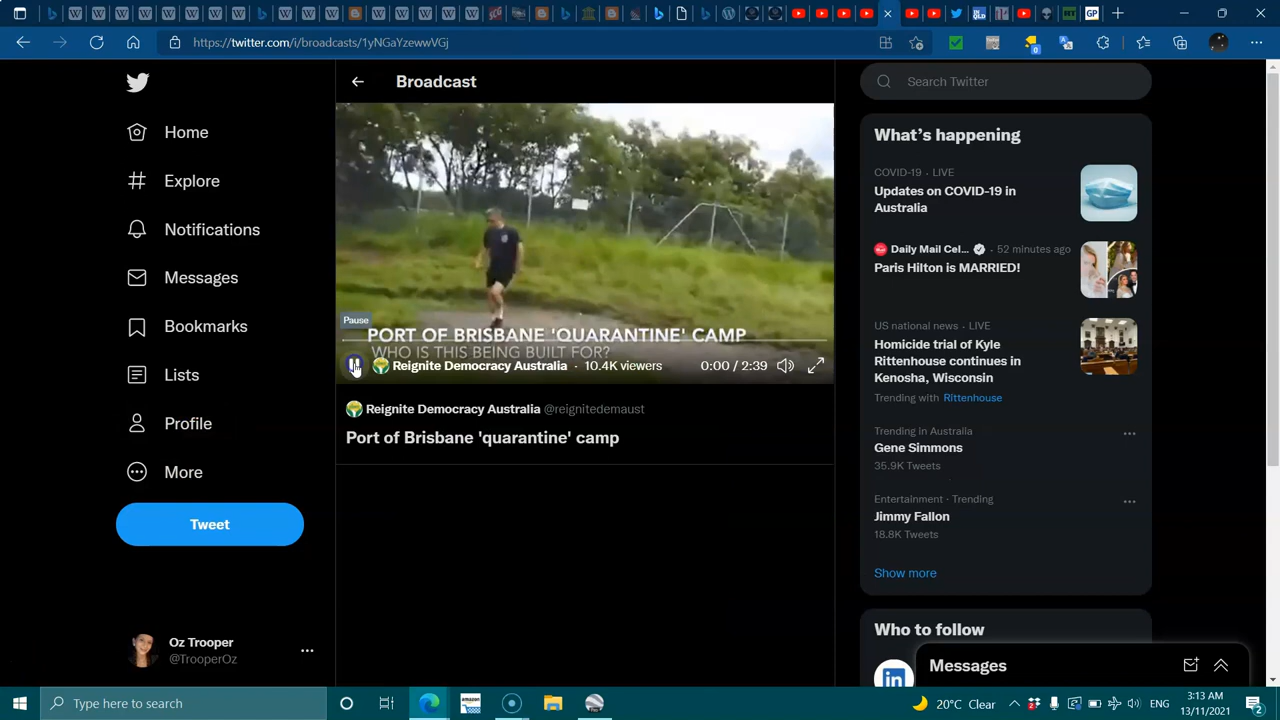 https://twitter.com/i/broadcasts/1yNGaYzewwVGj
Home
Explore
Notifications
Messages
Bookmarks
Lists
Profile
More
Tweet
Oz Trooper
@TrooperOz
Broadcast
PORT OF BRISBANE 'QUARANTINE' CAMP
WHO IS THIS BEING BUILT FOR?
Pause
Reignite Democracy Australia · 10.4K viewers
0:00 / 2:39
Reignite Democracy Australia @reignitedemaust
Port of Brisbane 'quarantine' camp
Search Twitter
What's happening
COVID-19 · LIVE
Updates on COVID-19 in
Australia
Daily Mail Cel... · 52 minutes ago
Paris Hilton is MARRIED!
US national news · LIVE
Homicide trial of Kyle
Rittenhouse continues in
Kenosha, Wisconsin
Trending with Rittenhouse
Trending in Australia
Gene Simmons
35.9K Tweets
Entertainment · Trending
Jimmy Fallon
18.8K Tweets
Show more
Who to follow
Messages
Type here to search
20°C Clear
ENG
3:13 AM
13/11/2021
2